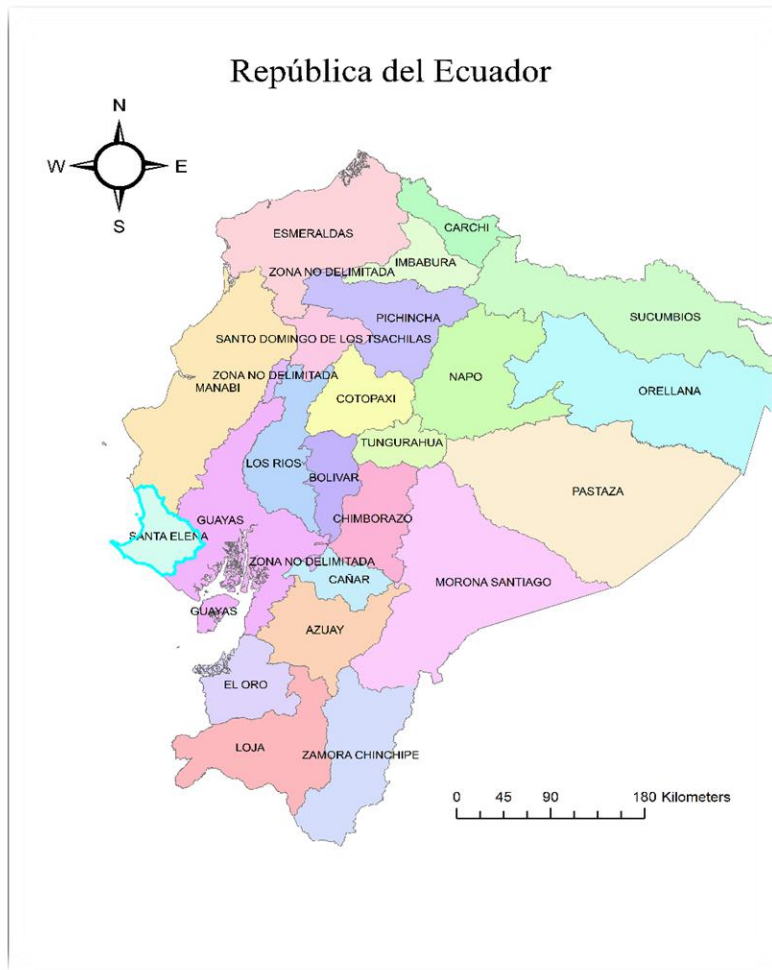 República del Ecuador
N
W
E
S
ESMERALDAS
CARCHI
IMBABURA
ZONA NO DELIMITADA
PICHINCHA
SUCUMBIOS
SANTO DOMINGO DE LOS TSACHILAS
ZONA NO DELIMITADA
NAPO
MANABI
ORELLANA
COTOPAXI
TUNGURAHUA
LOS RIOS
BOLIVAR
PASTAZA
GUAYAS
CHIMBORAZO
SANTA ELENA
ZONA NO DELIMITADA
CAÑAR
MORONA SANTIAGO
GUAYAS
AZUAY
EL ORO
LOJA
ZAMORA CHINCHIPE
0 45 90 180 Kilometers